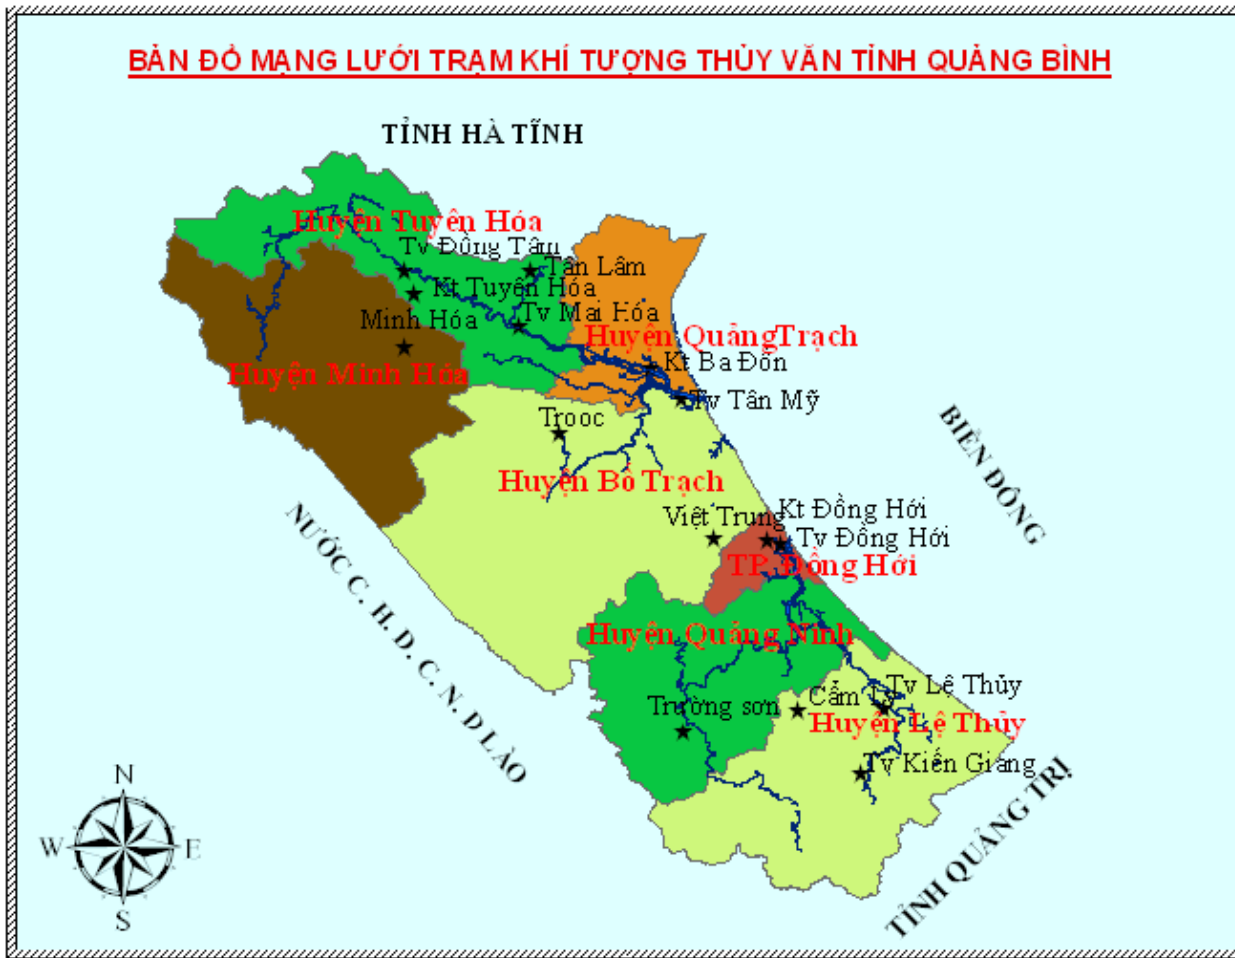 BẢN ĐỒ MẠNG LƯỚI TRẠM KHÍ TƯỢNG THỦY VĂN TỈNH QUẢNG BÌNH
TỈNH HÀ TĨNH
Huyện Tuyên Hóa
Tv Đồng Tâm
Tân Lâm
Kt Tuyên Hóa
Tv Mai Hóa
Minh Hóa
Huyện QuảngTrạch
Kt Ba Đồn
Huyện Minh Hóa
Tv Tân Mỹ
Trooc
BIỂN ĐÔNG
Huyện Bố Trạch
Kt Đồng Hới
Việt Trung
Tv Đồng Hới
TP. Đồng Hới
NƯỚC C. H. D. C. N. D LÀO
Huyện Quảng Ninh
Tv Lệ Thủy
Cẩm
Trường sơn
Huyện Lệ Thủy
Tv Kiến Giang
TỈNH QUẢNG TRỊ
N
W
E
S